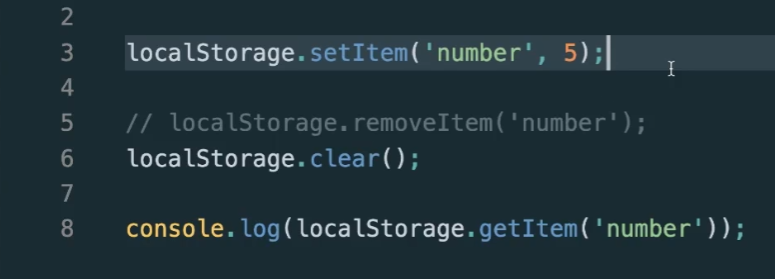 2
3 localStorage.setItem('number', 5);
4
5 // localStorage.removeItem('number');
6 localStorage.clear();
7
8 console.log(localStorage.getItem('number'));